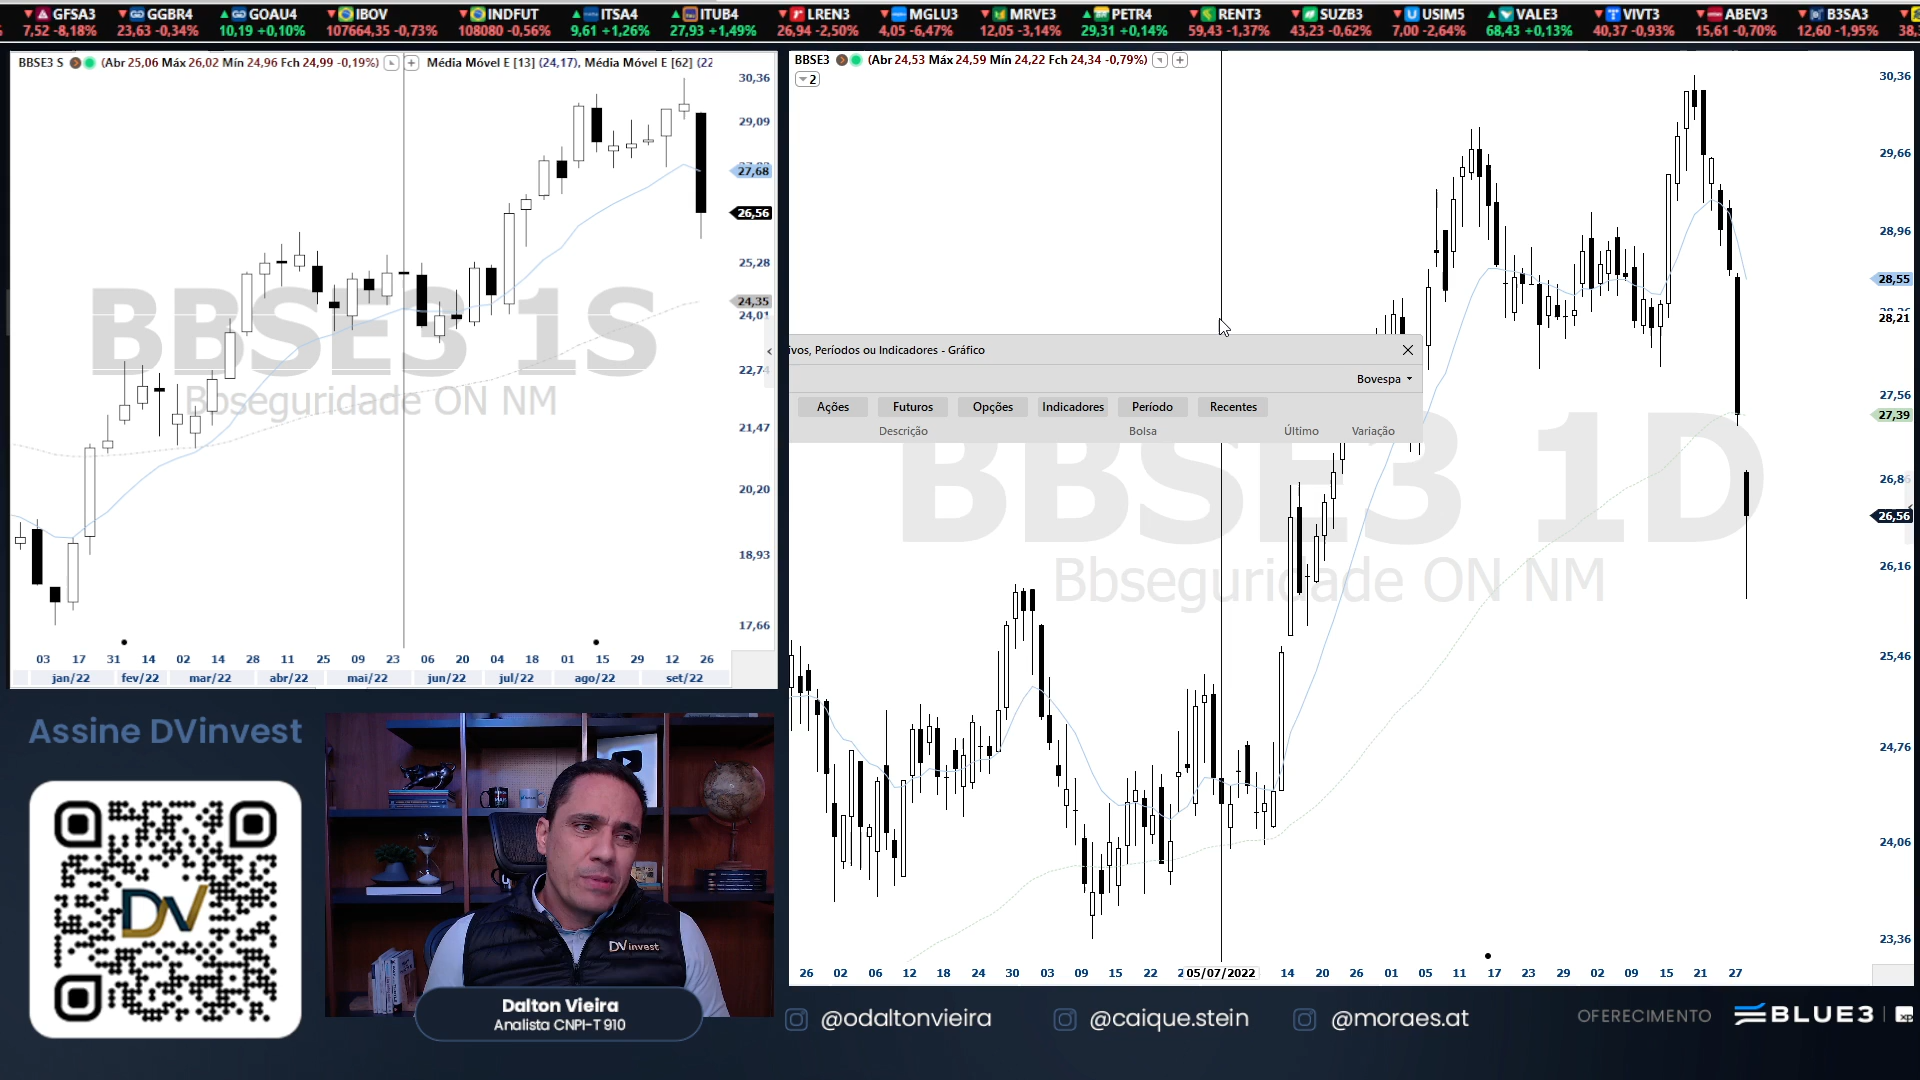 GFSA3 GGBR4 GOAU4 IBOV INDFUT ITSA4 ITUB4 LREN3 MGLU3 MRVE3 PETR4 RENT3 SUZB3 USIM5 VALE3 VIVT3 ABEV3 B3SA3
7,52 -8,18% 23,63 -0,34% 10,19 +0,10% 107664,35 -0,73% 108080 -0,56% 9,61 +1,26% 27,93 +1,49% 26,94 -2,50% 4,05 -6,47% 12,05 -3,14% 29,31 +0,14% 59,43 -1,37% 43,23 -0,62% 7,00 -2,64% 68,43 +0,13% 40,37 -0,93% 15,61 -0,70% 12,60 -1,95% 38,
BBSE3 S (Abr 25,06 Máx 26,02 Mín 24,96 Fch 24,99 -0,19%) Média Móvel E [13] (24,17), Média Móvel E [62] (22
30,36
29,09
27,68
26,56
25,28
24,35
24,01
22,74
21,47
20,20
18,93
17,66
BBSE3 1S
Bbseguridade ON NM
03 17 31 14 02 14 28 11 25 09 23 06 20 04 18 01 15 29 12 26
jan/22 fev/22 mar/22 abr/22 mai/22 jun/22 jul/22 ago/22 set/22
BBSE3 (Abr 24,53 Máx 24,59 Mín 24,22 Fch 24,34 -0,79%)
2
30,36
29,66
28,96
28,55
28,21
27,56
27,39
26,86
26,56
26,16
25,46
24,76
24,06
23,36
ivos, Períodos ou Indicadores - Gráfico
Bovespa
Ações Futuros Opções Indicadores Período Recentes
Descrição Bolsa Último Variação
BBSE3 1D
Bbseguridade ON NM
26 02 06 12 18 24 30 03 09 15 22 2 05/07/2022 14 20 26 01 05 11 17 23 29 02 09 15 21 27
Assine DVinvest
DV
DVinvest
Dalton Vieira
Analista CNPI-T 910
@odaltonvieira @caique.stein @moraes.at
OFERECIMENTO BLUE3 xp